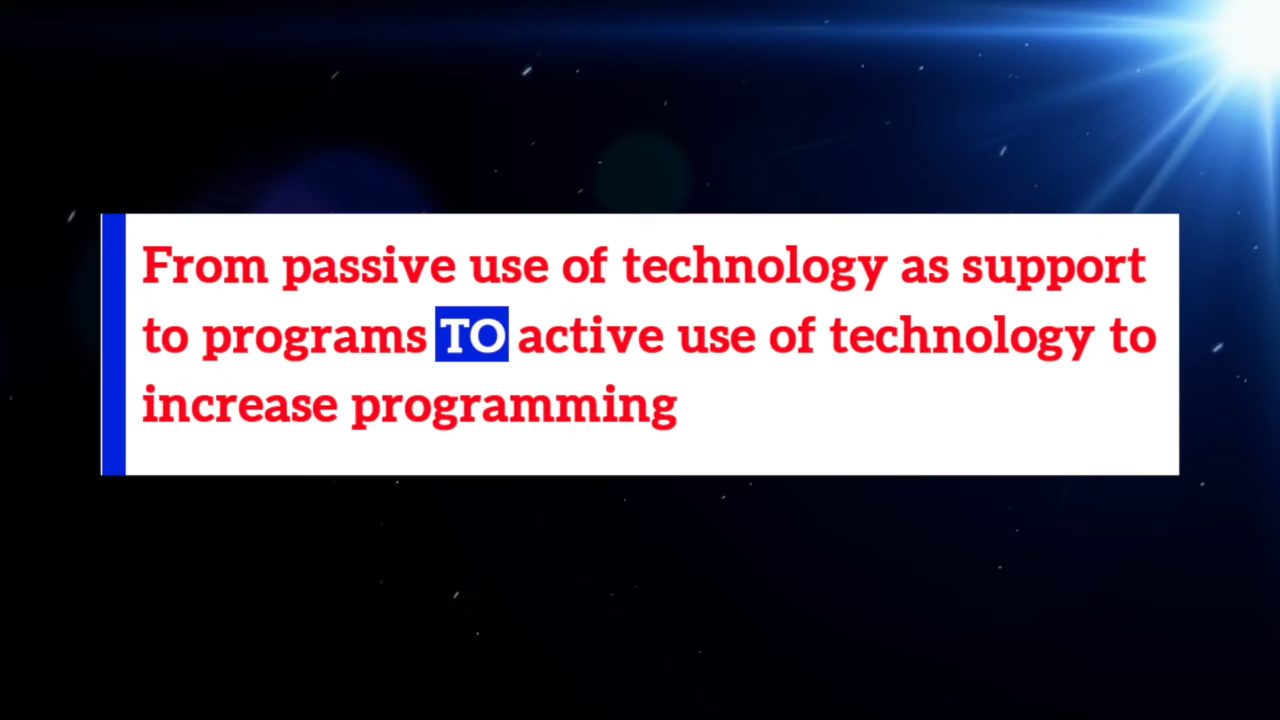 From passive use of technology as support
to programs TO active use of technology to
increase programming